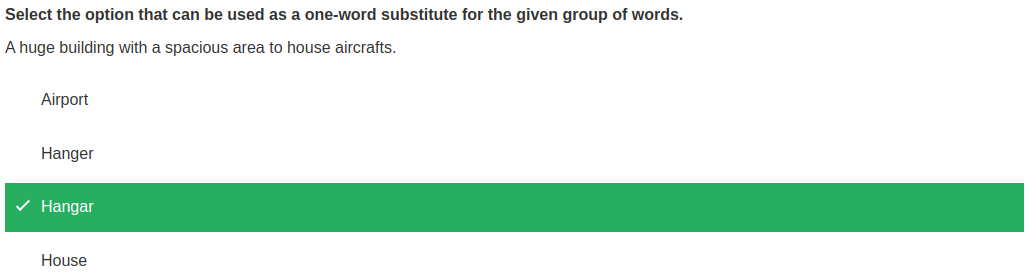 Select the option that can be used as a one-word substitute for the given group of words.
A huge building with a spacious area to house aircrafts.
Airport
Hanger
Hangar
House